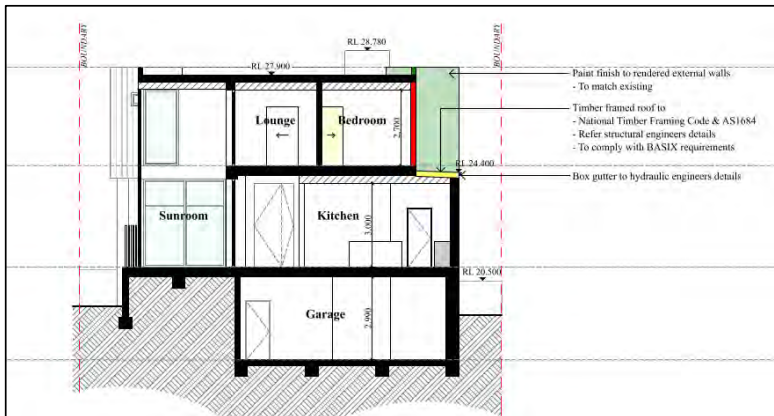 BOUNDARY
BOUNDARY
RL 28.780
RL 27.900
Paint finish to rendered external walls
- To match existing
Lounge
Bedroom
2,700
Timber framed roof to
- National Timber Framing Code & AS1684
- Refer structural engineers details
- To comply with BASIX requirements
RL 24.400
Box gutter to hydraulic engineers details
Sunroom
Kitchen
3,000
RL 20.500
Garage
2,990